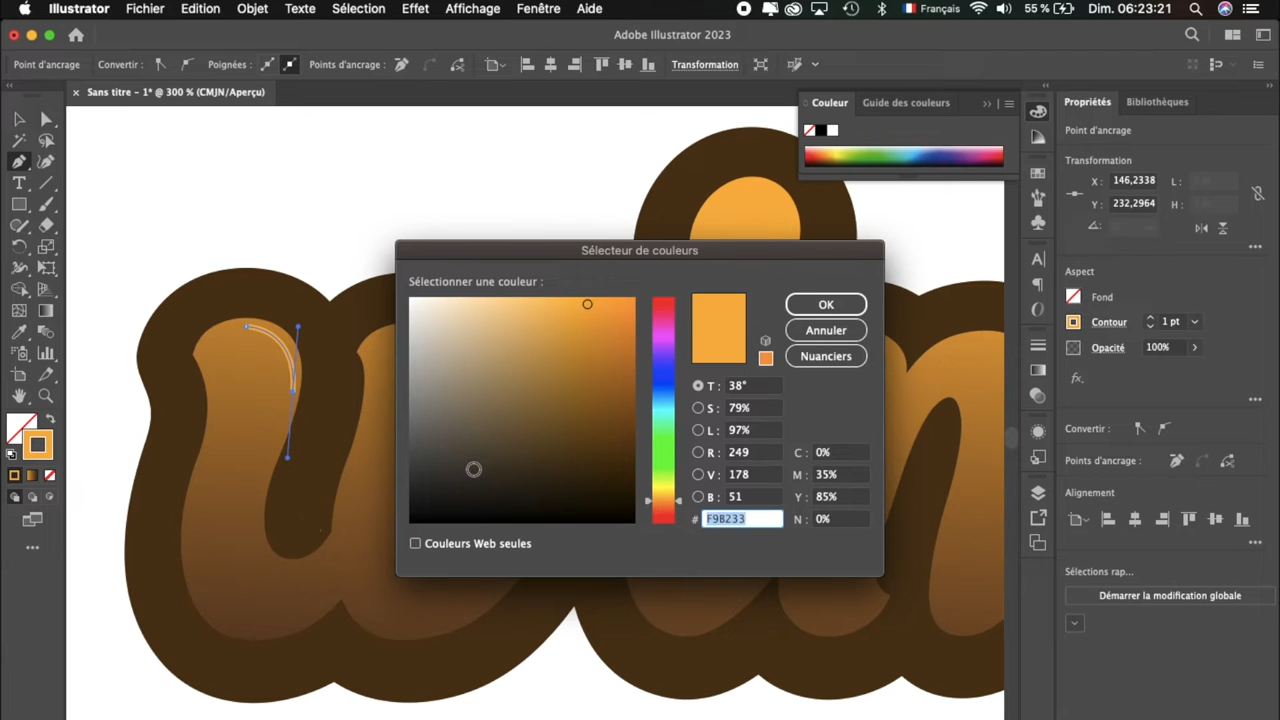 Illustrator Fichier Edition Objet Texte Sélection Effet Affichage Fenêtre Aide Français 55 % Dim. 06:23:21
Adobe Illustrator 2023
Point d'ancrage Convertir : Poignées : Points d'ancrage : Transformation
× Sans titre - 1* @ 300 % (CMJN/Aperçu)
Couleur Guide des couleurs
Propriétés Bibliothèques
Point d'ancrage
Transformation
X : 146,2338 L :
Y : 232,2964 H :
Aspect
Fond
Contour 1 pt
Opacité 100%
fx.
Convertir :
Points d'ancrage :
Alignement
Sélections rap...
Démarrer la modification globale
Sélecteur de couleurs
Sélectionner une couleur :
OK
Annuler
Nuanciers
T : 38°
S : 79%
L : 97%
R : 249 C : 0%
V : 178 M : 35%
B : 51 Y : 85%
# F9B233 N : 0%
Couleurs Web seules
un